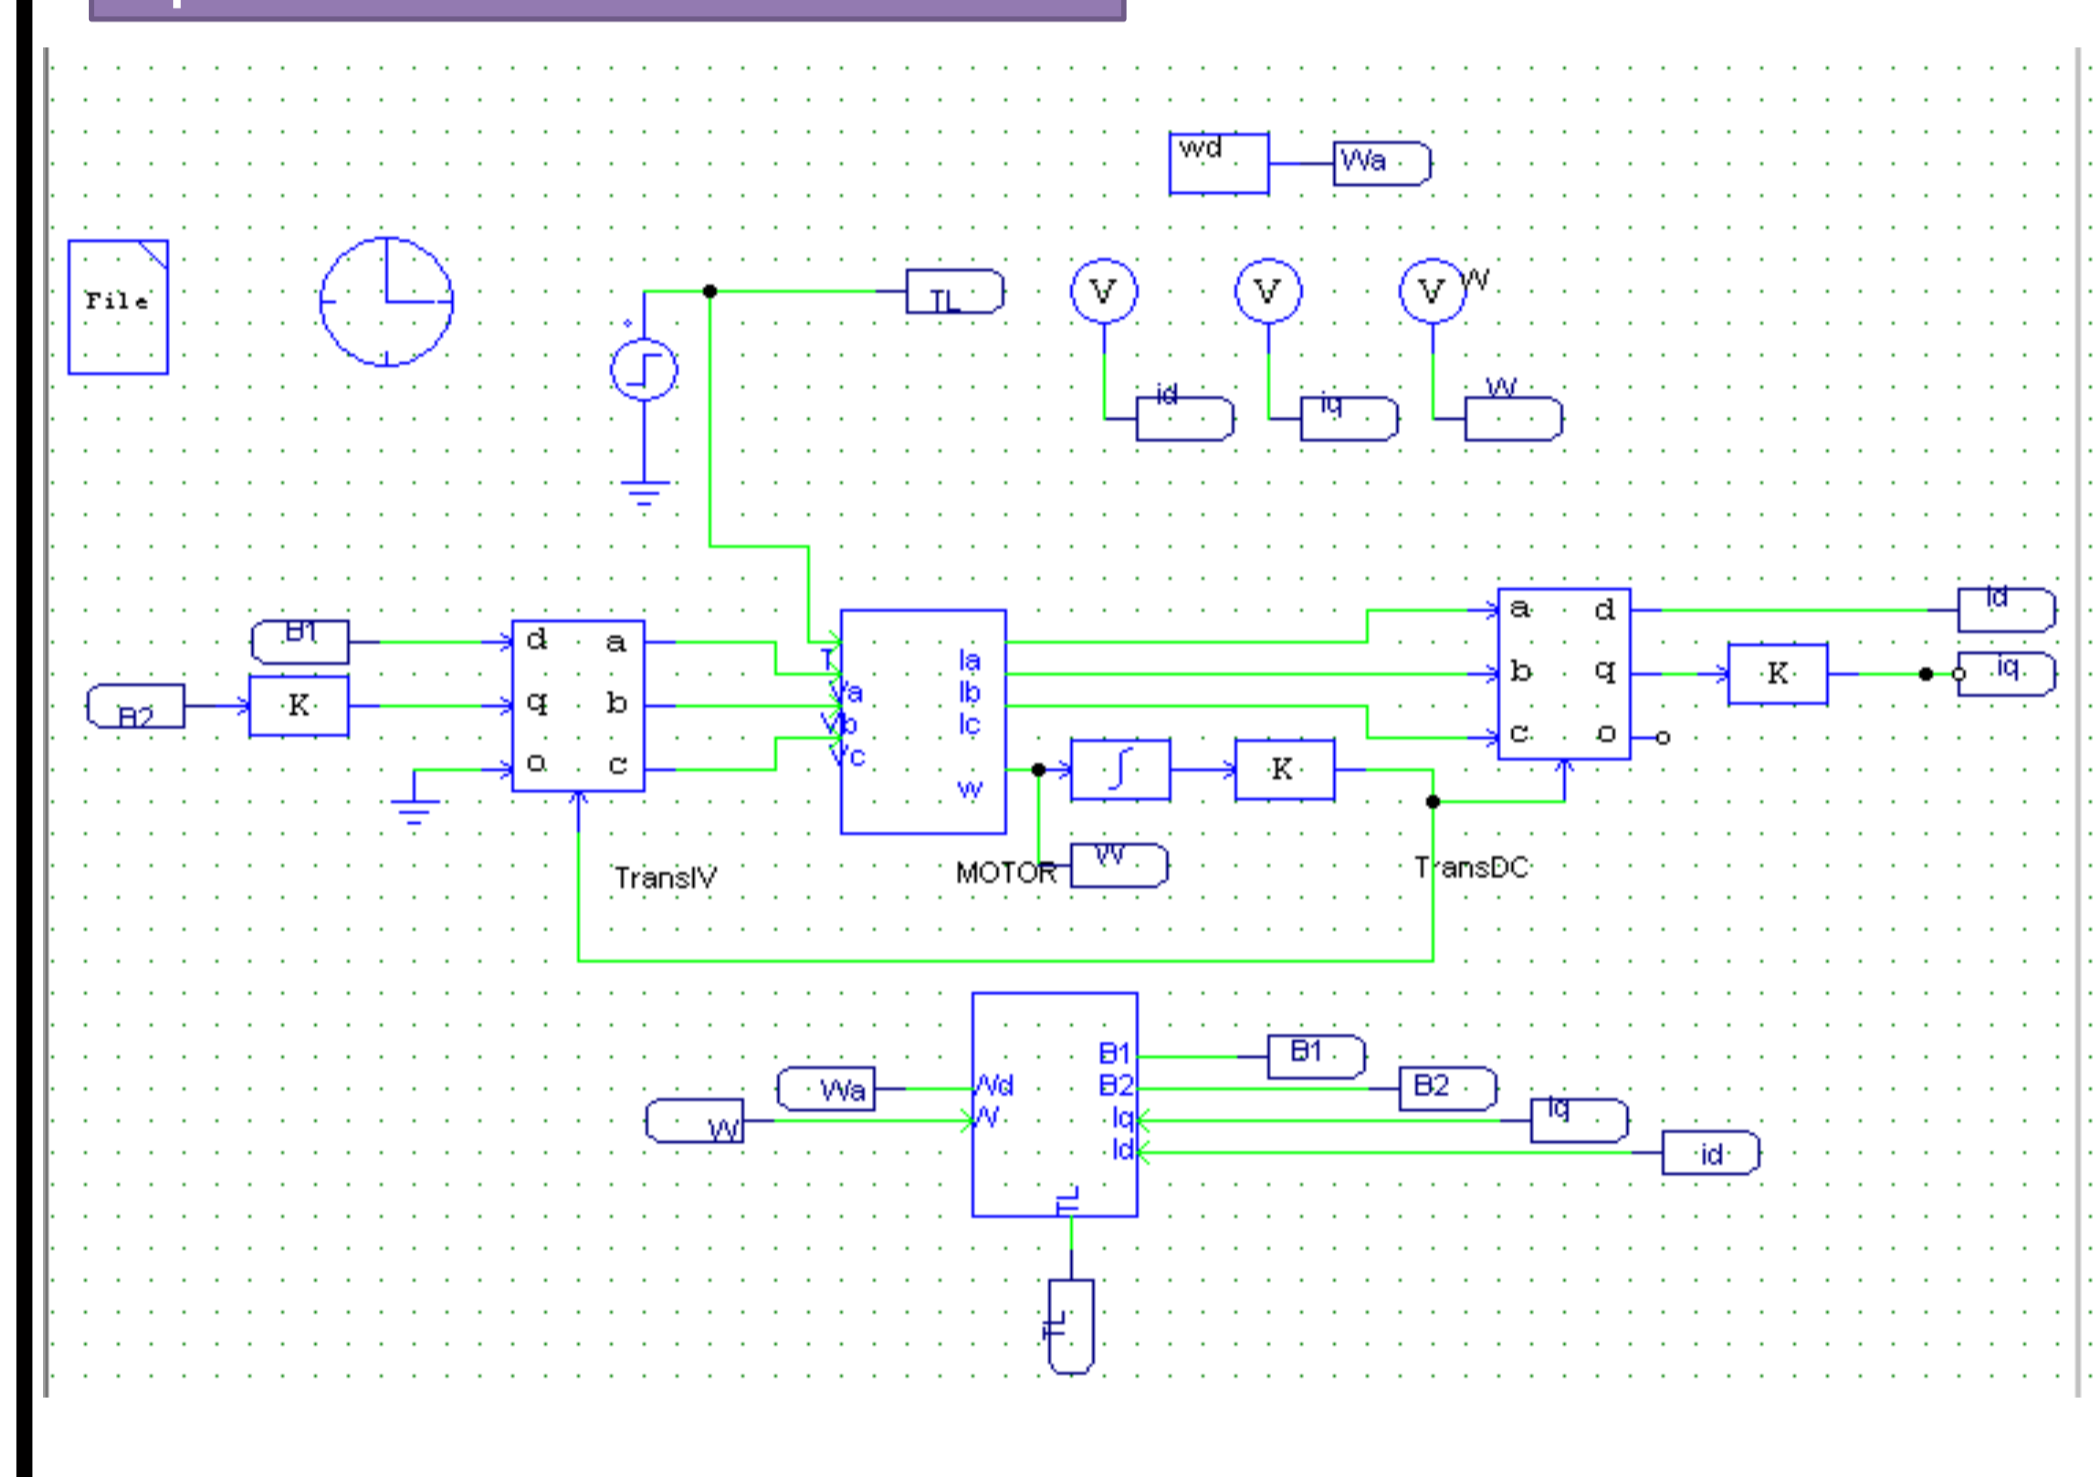 wd
Wa
File
TL
V
V
V W
id
iq
W
B1
B2
K
d a
q b
o c
T
Va
Vb
Vc
Ia
Ib
Ic
w
∫
K
a d
b q
c o
K
Id
iq
TransIV
MOTOR
W
TransDC
B1
B1
Wa
Wd
B2
B2
W
W
Iq
Iq
Id
id
TL
TL